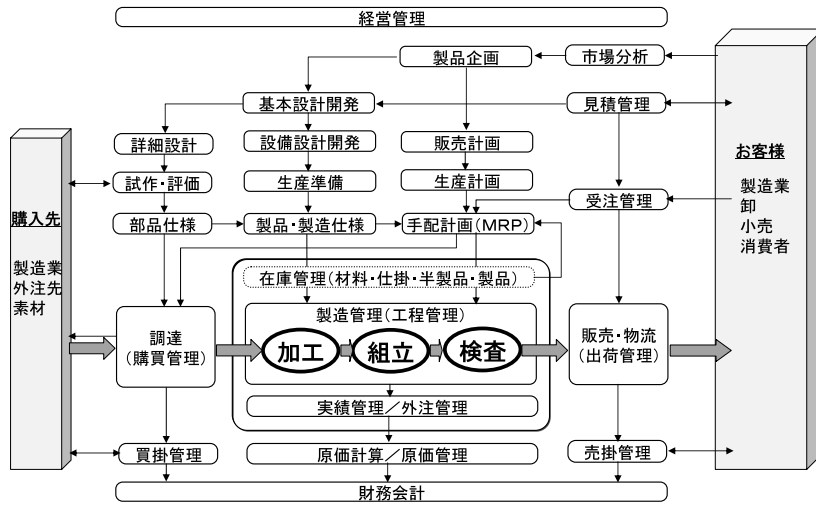 経営管理
製品企画
市場分析
基本設計開発
見積管理
詳細設計
設備設計開発
販売計画
お客様
試作・評価
生産準備
生産計画
製造業
卸
小売
消費者
受注管理
購入先
部品仕様
製品・製造仕様
手配計画(MRP)
製造業
外注先
素材
在庫管理(材料・仕掛・半製品・製品)
製造管理(工程管理)
調達
(購買管理)
加工
組立
検査
販売・物流
(出荷管理)
実績管理／外注管理
買掛管理
原価計算／原価管理
売掛管理
財務会計